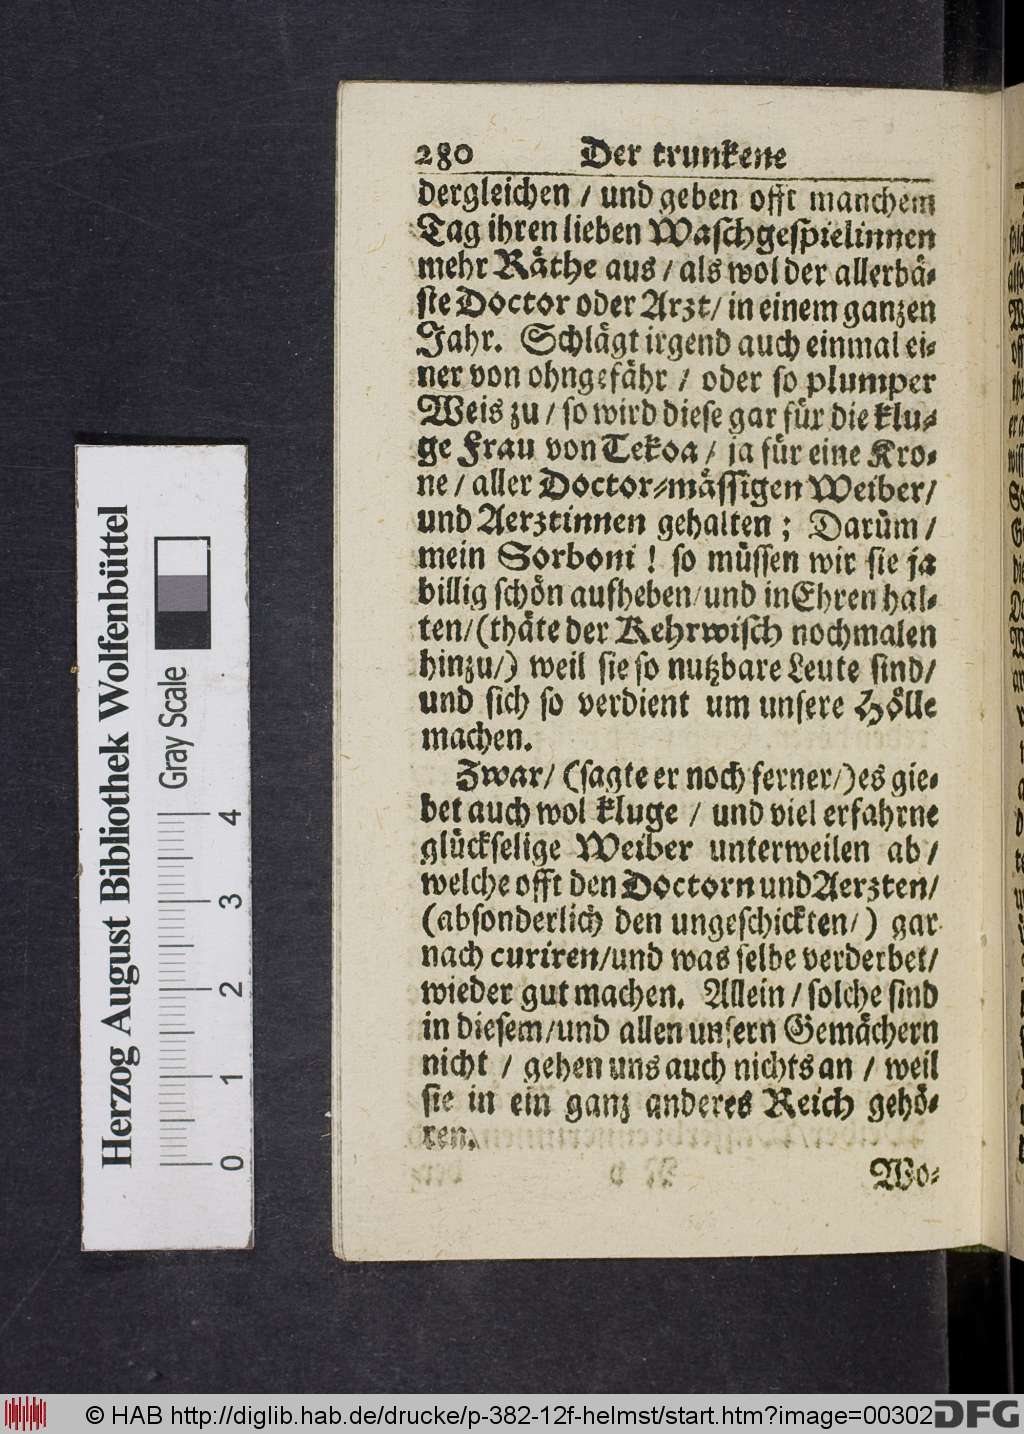 280 Der trunkene
dergleichen / und geben offt manchem
Tag ihren lieben Waschgespielinnen
mehr Räthe aus / als wol der allerbä-
ste Doctor oder Arzt / in einem ganzen
Jahr. Schlägt irgend auch einmal ei-
ner von ohngefähr / oder so plumper
Weis zu / so wird diese gar für die klu-
ge Frau von Tekoa / ja für eine Kro-
ne / aller Doctor-mässigen Weiber /
und Aerztinnen gehalten ; Darüm /
mein Sorboni ! so müssen wir sie ja
billig schön aufheben / und in Ehren hal-
ten / (thäte der Kehrwisch nochmalen
hinzu /) weil sie so nutzbare Leute sind /
und sich so verdient um unsere Hölle
machen.
Zwar / (sagte er noch ferner /) es gie-
bet auch wol kluge / und viel erfahrne
glückselige Weiber unterweilen ab /
welche offt den Doctorn und Aerzten /
(absonderlich den ungeschickten /) gar
nach curiren / und was selbe verderbet /
wieder gut machen. Allein / solche sind
in diesem / und allen unsern Gemächern
nicht / gehen uns auch nichts an / weil
sie in ein ganz anderes Reich gehö-
ren.
Wo-
Herzog August Bibliothek Wolfenbüttel
Gray Scale
0 1 2 3 4
© HAB http://diglib.hab.de/drucke/p-382-12f-helmst/start.htm?image=00302
DFG